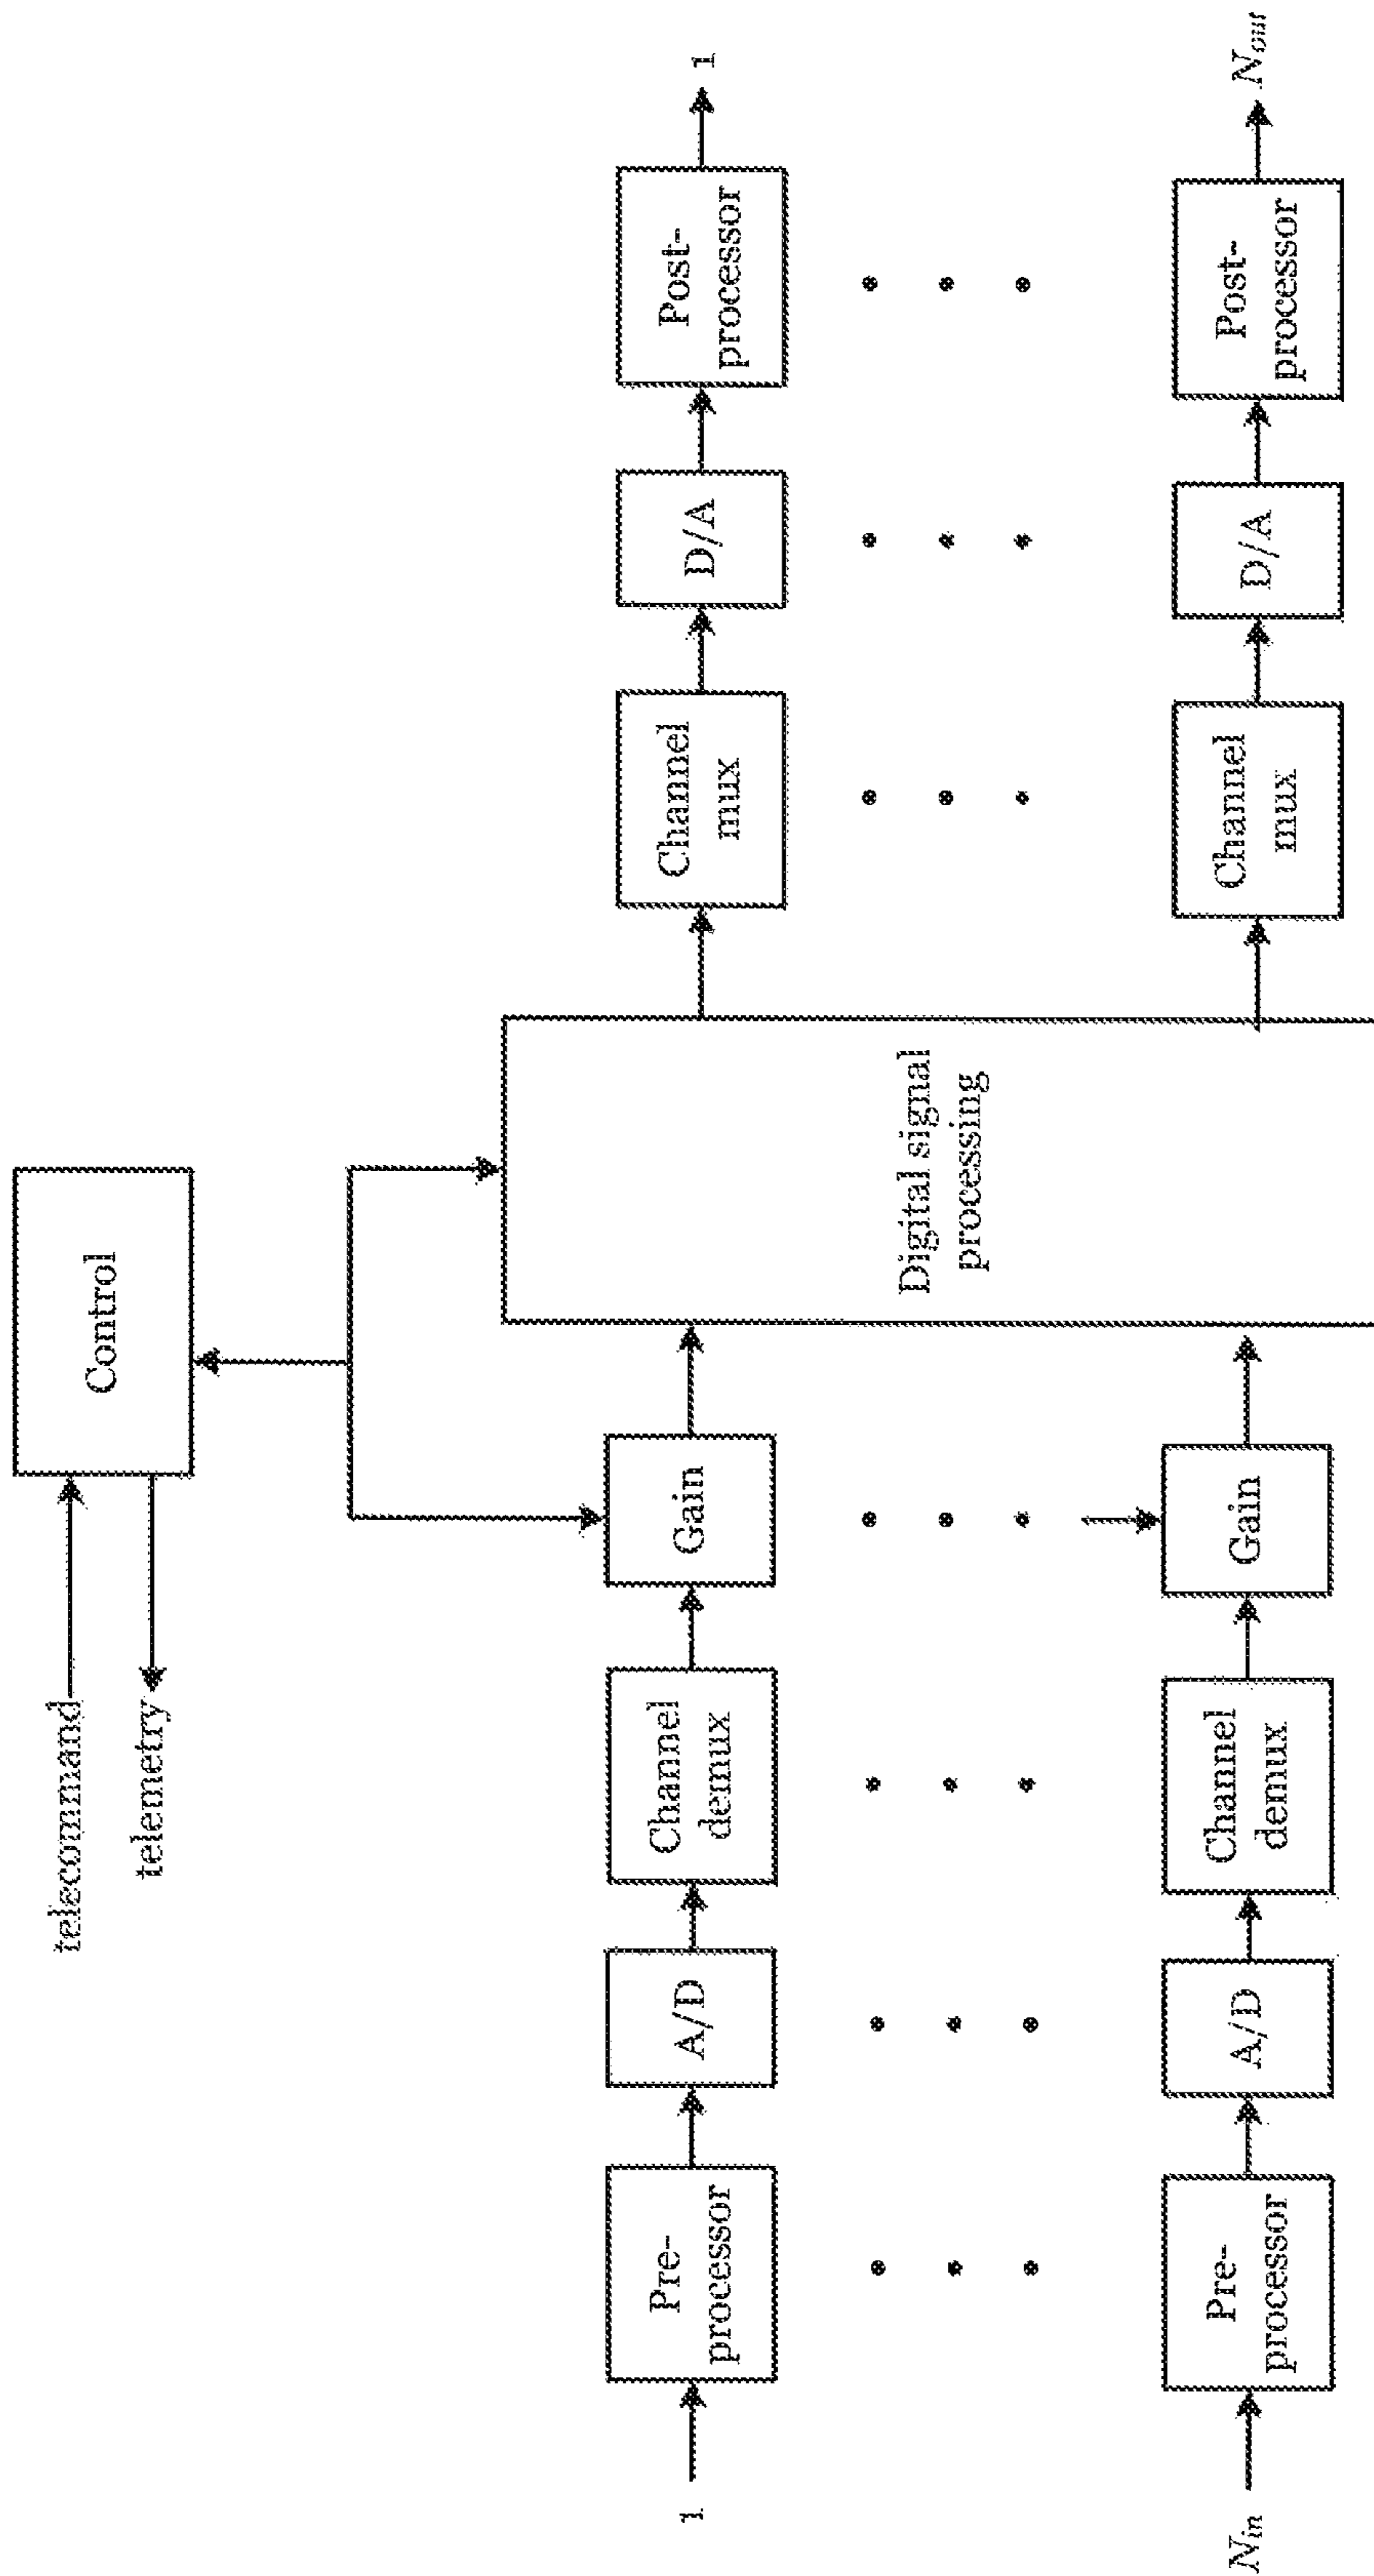 telecommand
telemetry
Control
1
Pre-
processor
A/D
Channel
demux
Gain
Digital signal
processing
Channel
mux
D/A
Post-
processor
1
N_in
Pre-
processor
A/D
Channel
demux
Gain
Channel
mux
D/A
Post-
processor
N_out